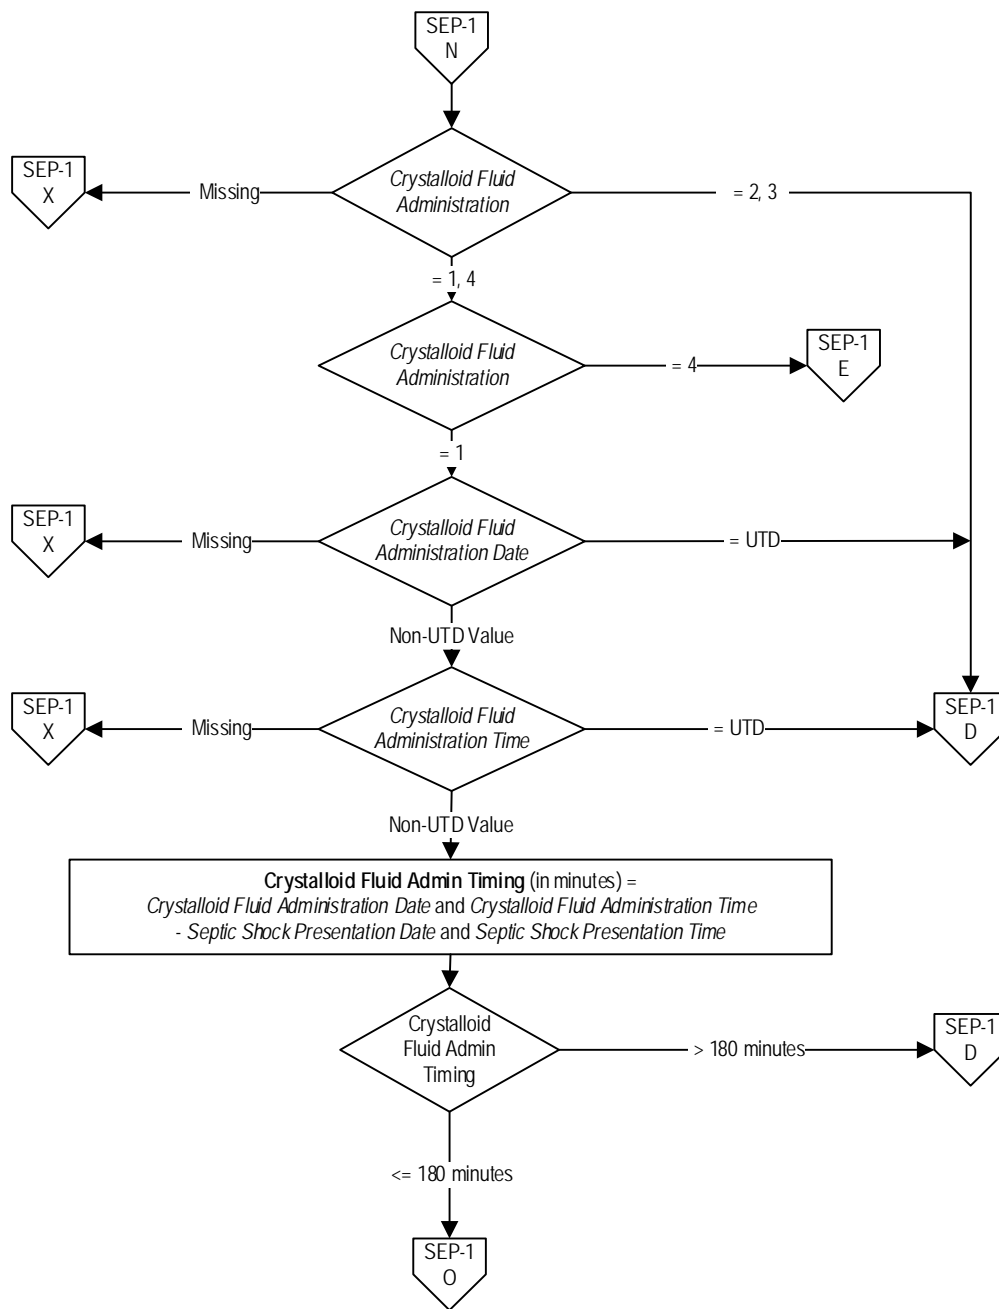 SEP-1
N
SEP-1
X
Missing
Crystalloid Fluid
Administration
= 2, 3
= 1, 4
Crystalloid Fluid
Administration
= 4
SEP-1
E
= 1
SEP-1
X
Missing
Crystalloid Fluid
Administration Date
= UTD
Non-UTD Value
SEP-1
X
Missing
Crystalloid Fluid
Administration Time
= UTD
SEP-1
D
Non-UTD Value
Crystalloid Fluid Admin Timing (in minutes) =
Crystalloid Fluid Administration Date and Crystalloid Fluid Administration Time
- Septic Shock Presentation Date and Septic Shock Presentation Time
Crystalloid
Fluid Admin
Timing
> 180 minutes
SEP-1
D
<= 180 minutes
SEP-1
O